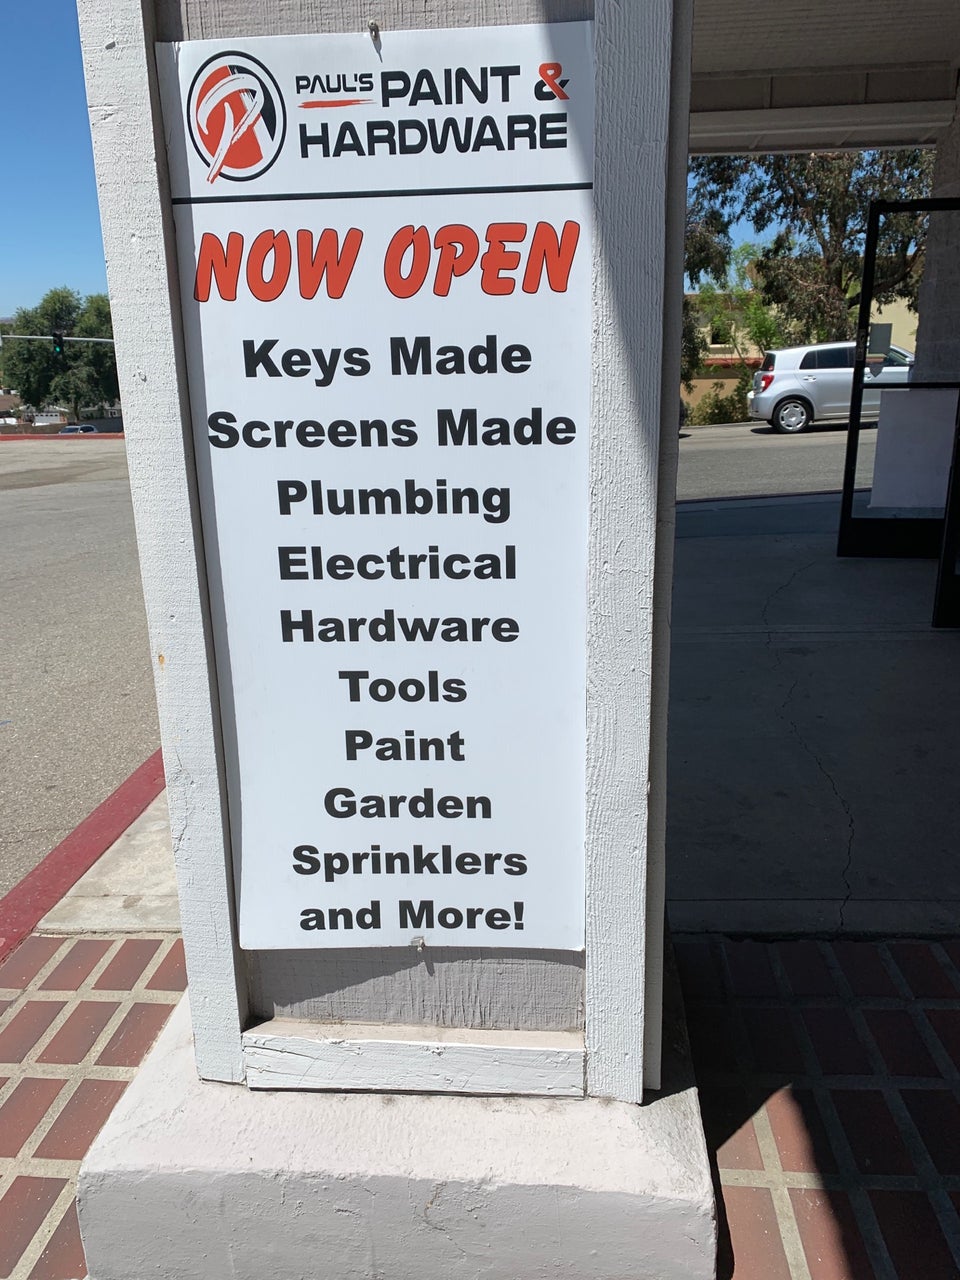 PAUL'S PAINT &
HARDWARE
NOW OPEN
Keys Made
Screens Made
Plumbing
Electrical
Hardware
Tools
Paint
Garden
Sprinklers
and More!